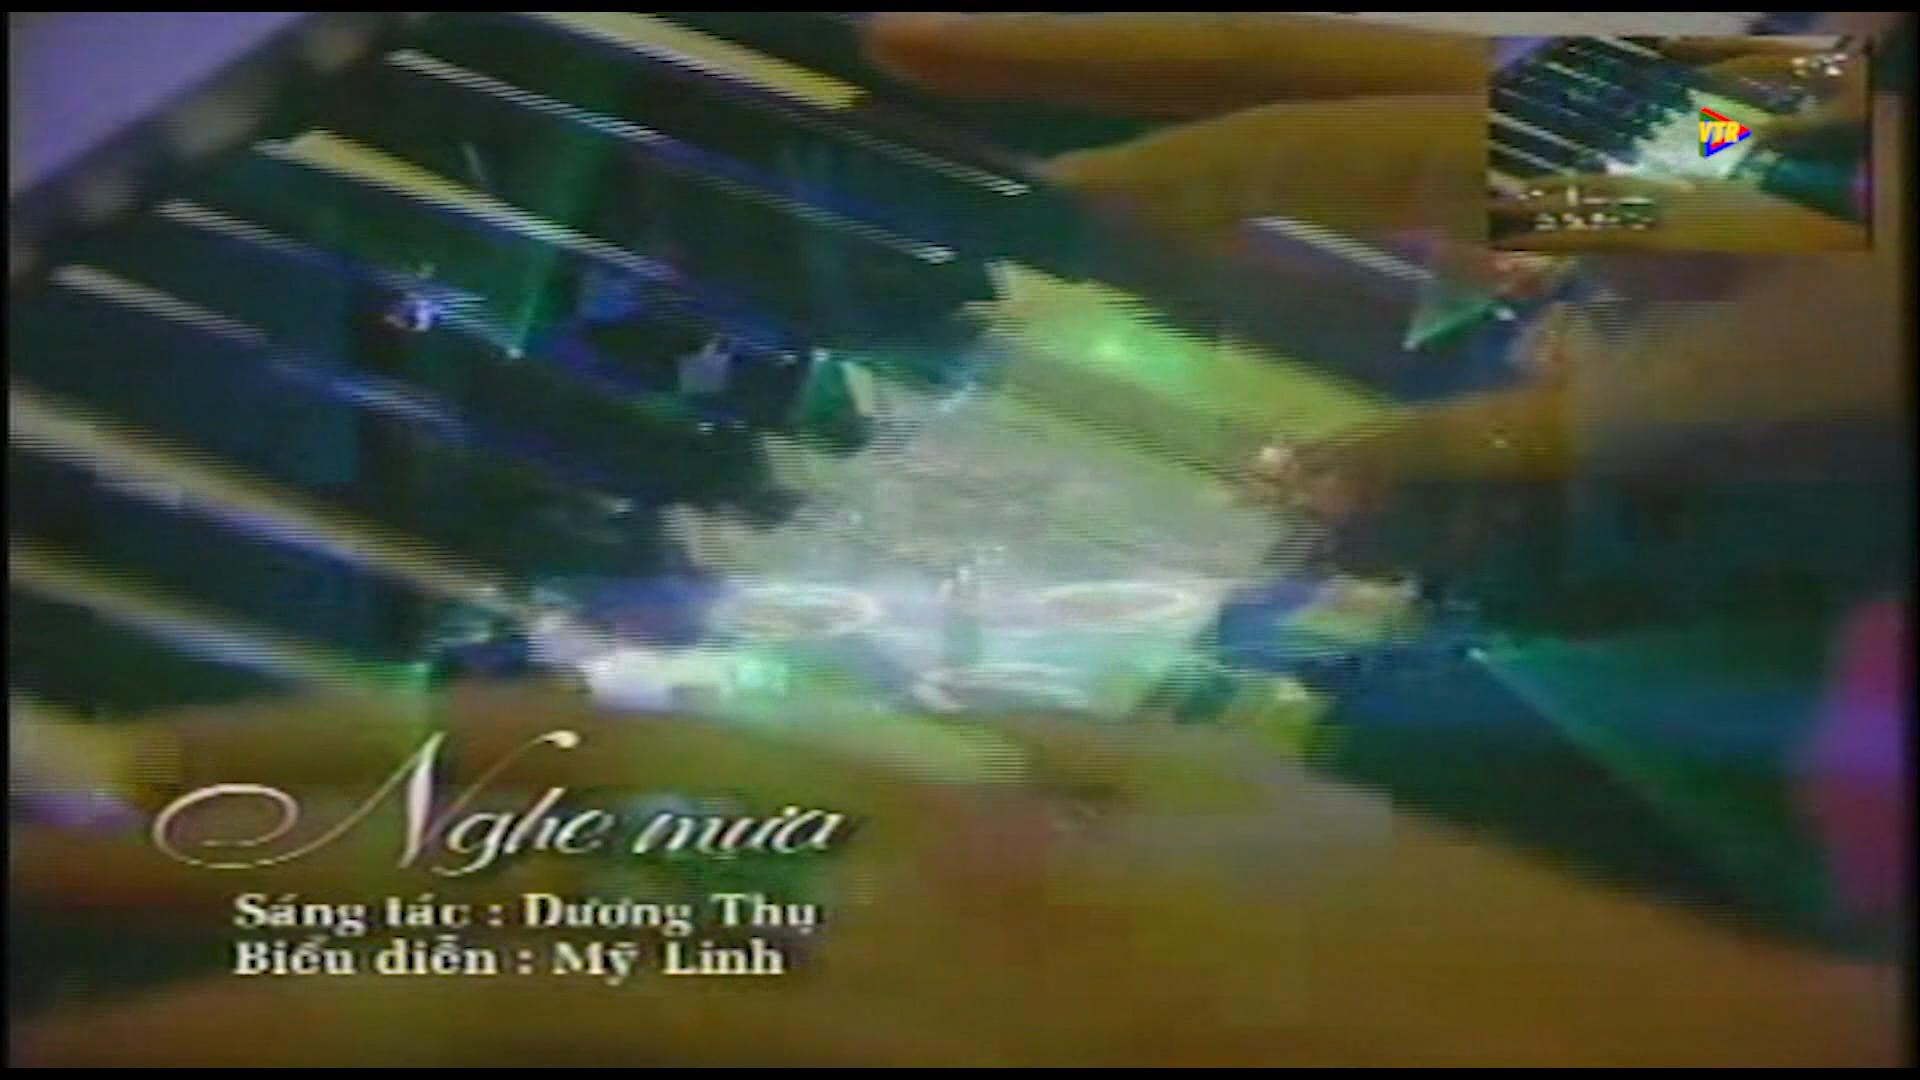 VTR
Nghe mưa
Sáng tác : Dương Thụ
Biểu diễn : Mỹ Linh